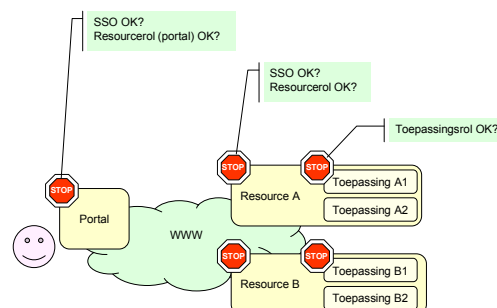 SSO OK?
Resourcerol (portal) OK?
SSO OK?
Resourcerol OK?
Toepassingsrol OK?
STOP
STOP
STOP
Portal
Resource A
Toepassing A1
Toepassing A2
WWW
STOP
STOP
Resource B
Toepassing B1
Toepassing B2